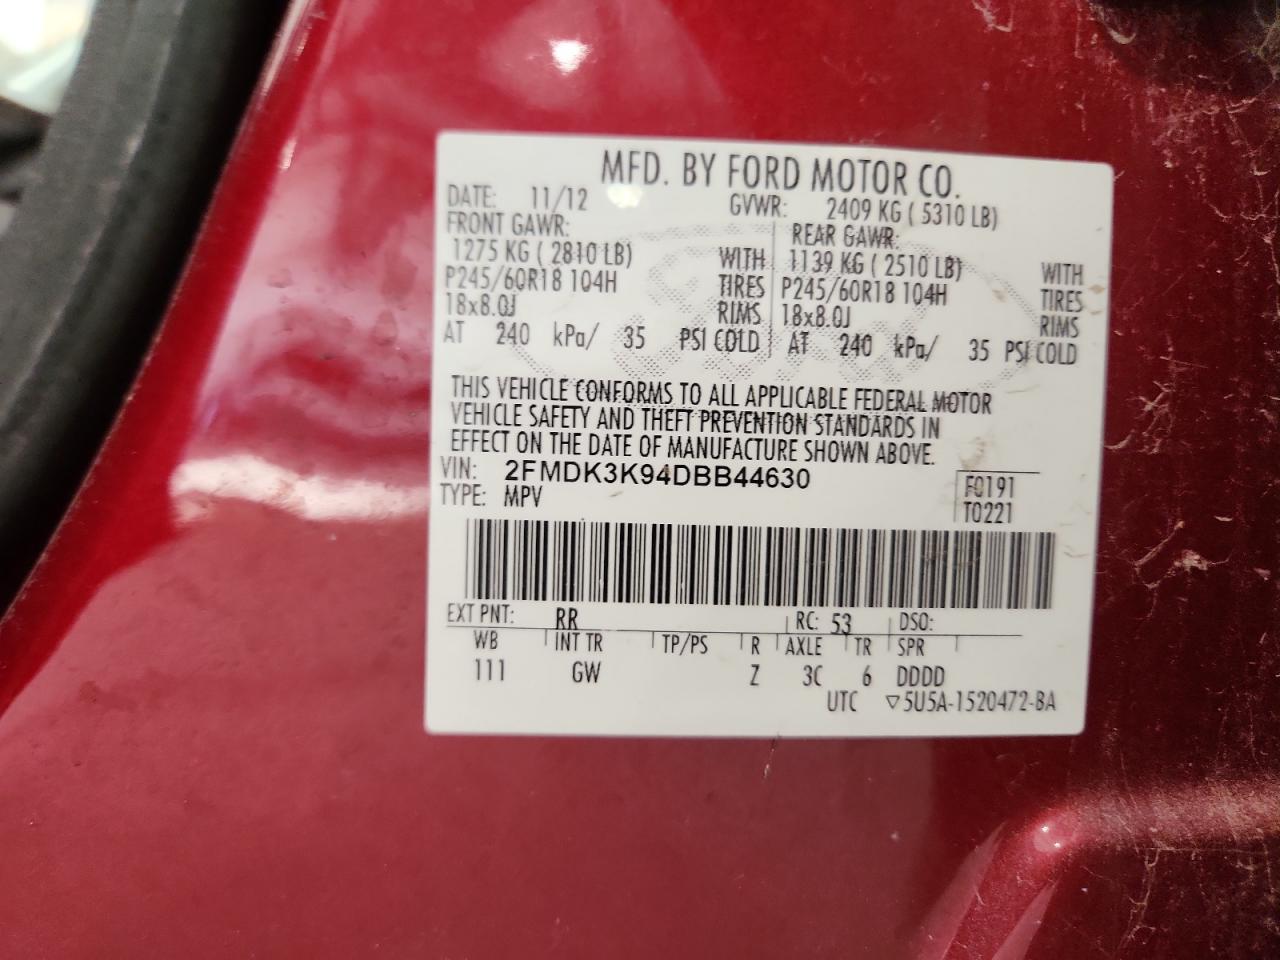 MFD. BY FORD MOTOR CO.
DATE: 11/12 GVWR: 2409 KG ( 5310 LB)
FRONT GAWR: REAR GAWR:
1275 KG ( 2810 LB) WITH 1139 KG ( 2510 LB) WITH
P245/60R18 104H TIRES P245/60R18 104H TIRES
18x8.0J RIMS 18x8.0J RIMS
AT 240 kPa/ 35 PSI COLD AT 240 kPa/ 35 PSI COLD
THIS VEHICLE CONFORMS TO ALL APPLICABLE FEDERAL MOTOR
VEHICLE SAFETY AND THEFT PREVENTION STANDARDS IN
EFFECT ON THE DATE OF MANUFACTURE SHOWN ABOVE.
VIN: 2FMDK3K94DBB44630 F0191
TYPE: MPV T0221
EXT PNT: RR RC: 53 DSO:
WB INT TR TP/PS R AXLE TR SPR
111 GW Z 3C 6 DDDD
UTC ▽5U5A-1520472-BA